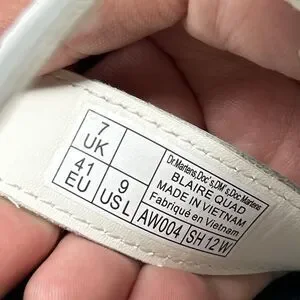 7
UK
41
EU
9
US L
Dr.Martens,Doc's,DM's,Doc Martens
BLAIRE QUAD
MADE IN VIETNAM
Fabriqué en Vietnam
AW004
SH 12 W